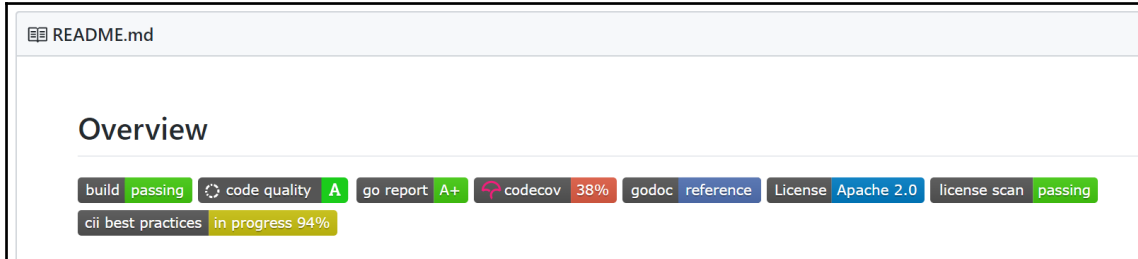 README.md
Overview
build passing code quality A go report A+ codecov 38% godoc reference License Apache 2.0 license scan passing
cii best practices in progress 94%